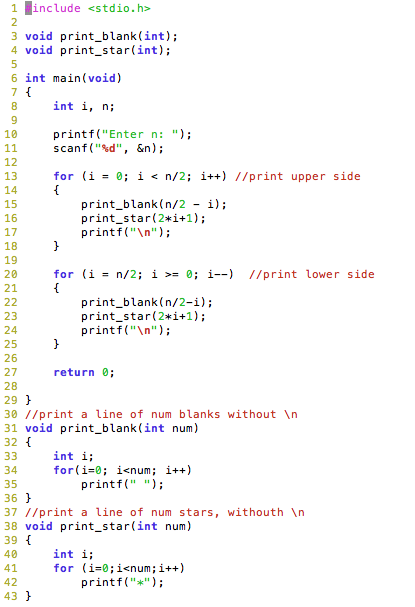 1 #include <stdio.h>
2
3 void print_blank(int);
4 void print_star(int);
5
6 int main(void)
7 {
8     int i, n;
9
10     printf("Enter n: ");
11     scanf("%d", &n);
12
13     for (i = 0; i < n/2; i++) //print upper side
14     {
15         print_blank(n/2 - i);
16         print_star(2*i+1);
17         printf("\n");
18     }
19
20     for (i = n/2; i >= 0; i--)  //print lower side
21     {
22         print_blank(n/2-i);
23         print_star(2*i+1);
24         printf("\n");
25     }
26
27     return 0;
28
29 }
30 //print a line of num blanks without \n
31 void print_blank(int num)
32 {
33     int i;
34     for(i=0; i<num; i++)
35         printf(" ");
36 }
37 //print a line of num stars, withouth \n
38 void print_star(int num)
39 {
40     int i;
41     for (i=0;i<num;i++)
42         printf("*");
43 }